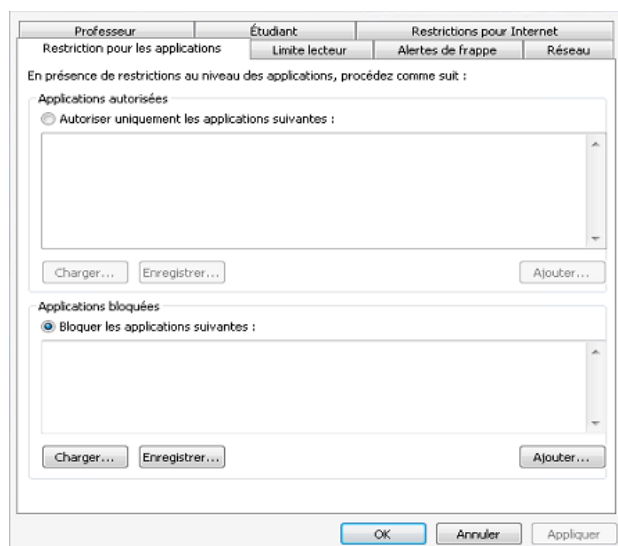 Professeur Étudiant Restrictions pour Internet
Restriction pour les applications Limite lecteur Alertes de frappe Réseau
En présence de restrictions au niveau des applications, procédez comme suit :
Applications autorisées
Autoriser uniquement les applications suivantes :
Charger... Enregistrer... Ajouter...
Applications bloquées
Bloquer les applications suivantes :
Charger... Enregistrer... Ajouter...
OK Annuler Appliquer